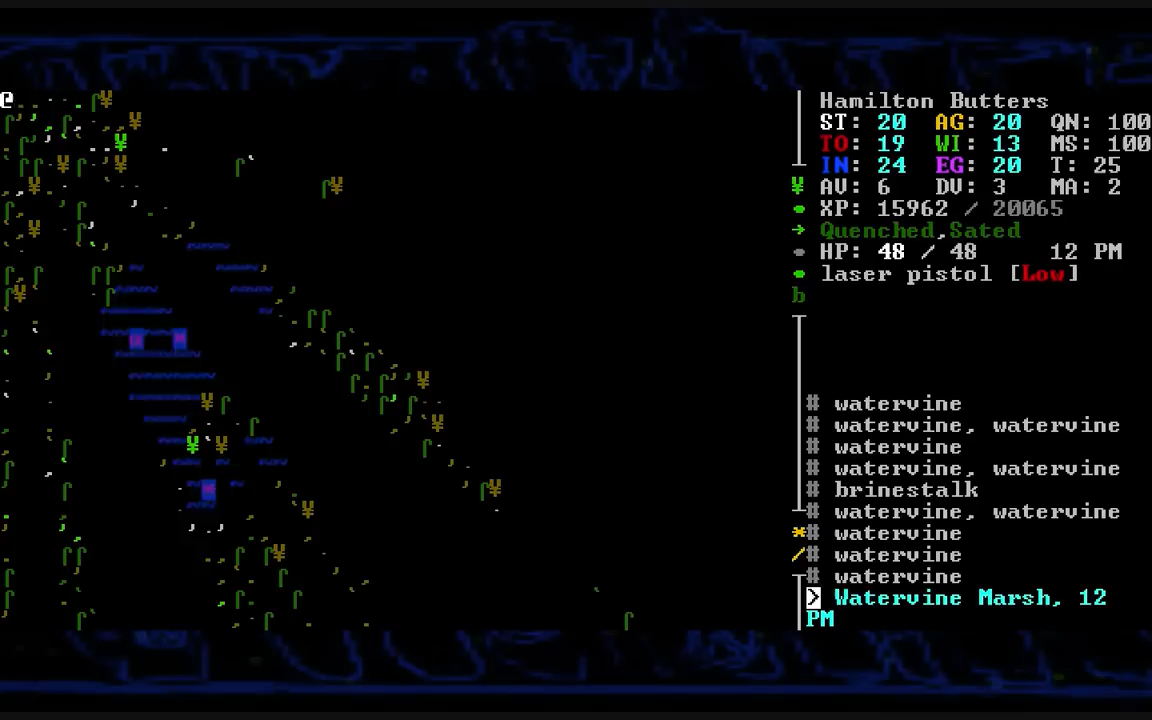 Hamilton Butters
ST: 20 AG: 20 QN: 100
TO: 19 WI: 13 MS: 100
IN: 24 EG: 20 T: 25
AV: 6 DV: 3 MA: 2
XP: 15962 / 20065
Quenched,Sated
HP: 48 / 48 12 PM
laser pistol [Low]
b
# watervine
# watervine, watervine
# watervine
# watervine, watervine
# brinestalk
# watervine, watervine
*# watervine
/# watervine
# watervine
> Watervine Marsh, 12
PM